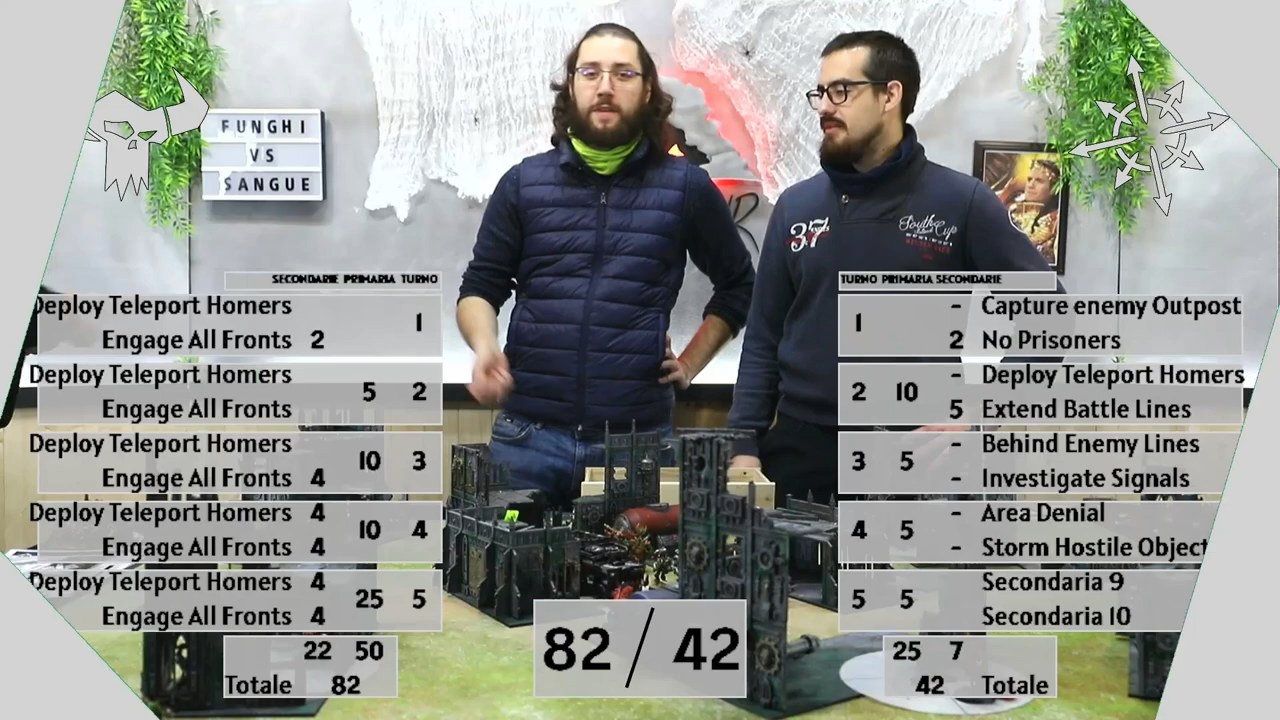 FUNGHI
VS
SANGUE
37
SouthCup
SECONDARIE PRIMARIA TURNO
Deploy Teleport Homers
Engage All Fronts 2
1
Deploy Teleport Homers
Engage All Fronts
5 2
Deploy Teleport Homers
Engage All Fronts 4
10 3
Deploy Teleport Homers 4
Engage All Fronts 4
10 4
Deploy Teleport Homers 4
Engage All Fronts 4
25 5
22 50
Totale 82
82 / 42
TURNO PRIMARIA SECONDARIE
1
- Capture enemy Outpost
2 No Prisoners
2 10
- Deploy Teleport Homers
5 Extend Battle Lines
3 5
- Behind Enemy Lines
- Investigate Signals
4 5
- Area Denial
- Storm Hostile Object
5 5
Secondaria 9
Secondaria 10
25 7
42 Totale